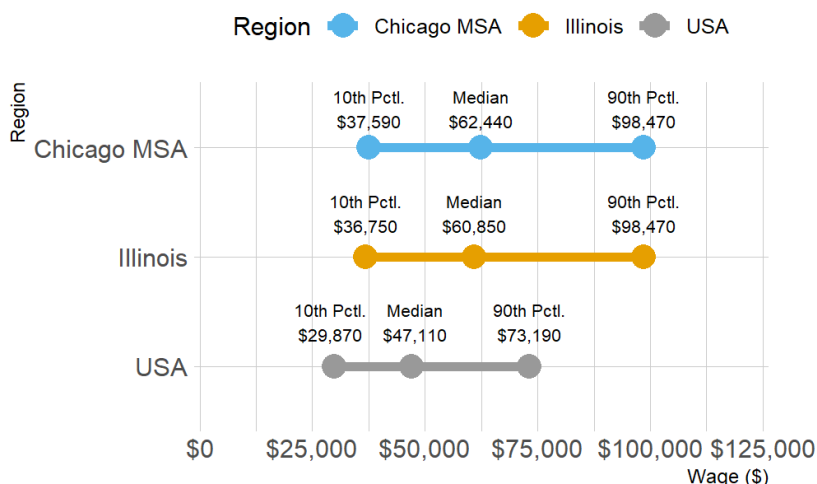 Region Chicago MSA Illinois USA
Region
10th Pctl. Median 90th Pctl.
$37,590 $62,440 $98,470
Chicago MSA
10th Pctl. Median 90th Pctl.
$36,750 $60,850 $98,470
Illinois
10th Pctl. Median 90th Pctl.
$29,870 $47,110 $73,190
USA
$0 $25,000 $50,000 $75,000 $100,000 $125,000
Wage ($)